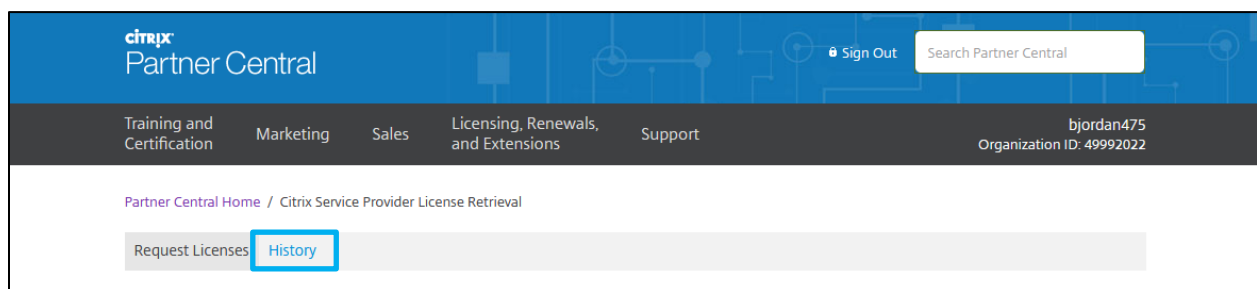 citrix
Partner Central
Sign Out
Search Partner Central
Training and
Certification
Marketing
Sales
Licensing, Renewals,
and Extensions
Support
bjordan475
Organization ID: 49992022
Partner Central Home / Citrix Service Provider License Retrieval
Request Licenses History